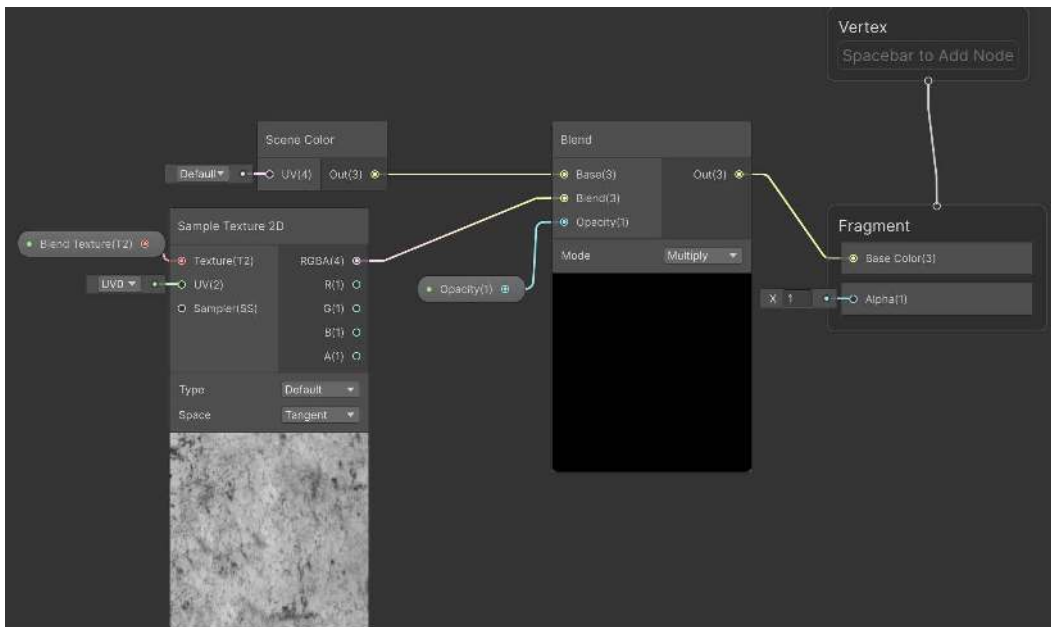 Vertex
Spacebar to Add Node
Scene Color
Default
UV(4)
Out(3)
Blend
Base(3)
Out(3)
Blend(3)
Opacity(1)
Mode
Multiply
Sample Texture 2D
Blend Texture(T2)
Texture(T2)
RGBA(4)
UV0
UV(2)
R(1)
Sampler(SS)
G(1)
B(1)
A(1)
Type
Default
Space
Tangent
Opacity(1)
Fragment
Base Color(3)
X 1
Alpha(1)